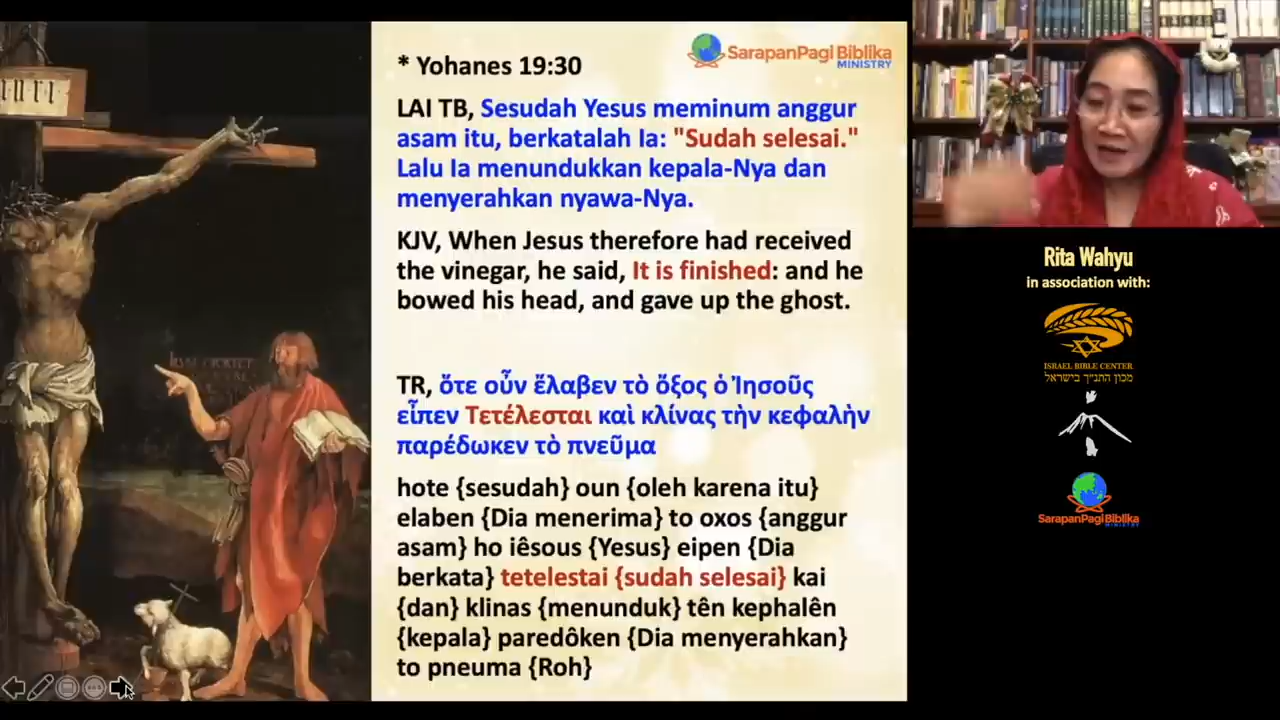 inri
* Yohanes 19:30
SarapanPagi Biblika
MINISTRY
LAI TB, Sesudah Yesus meminum anggur
asam itu, berkatalah Ia: "Sudah selesai."
Lalu Ia menundukkan kepala-Nya dan
menyerahkan nyawa-Nya.
KJV, When Jesus therefore had received
the vinegar, he said, It is finished: and he
bowed his head, and gave up the ghost.
TR, ὅτε οὖν ἔλαβεν τὸ ὄξος ὁ Ἰησοῦς
εἶπεν Τετέλεσται καὶ κλίνας τὴν κεφαλὴν
παρέδωκεν τὸ πνεῦμα
hote {sesudah} oun {oleh karena itu}
elaben {Dia menerima} to oxos {anggur
asam} ho iêsous {Yesus} eipen {Dia
berkata} tetelestai {sudah selesai} kai
{dan} klinas {menunduk} tên kephalên
{kepala} paredôken {Dia menyerahkan}
to pneuma {Roh}
Rita Wahyu
in association with:
ISRAEL BIBLE CENTER
מכון התנ"ך בישראל
SarapanPagi Biblika
MINISTRY